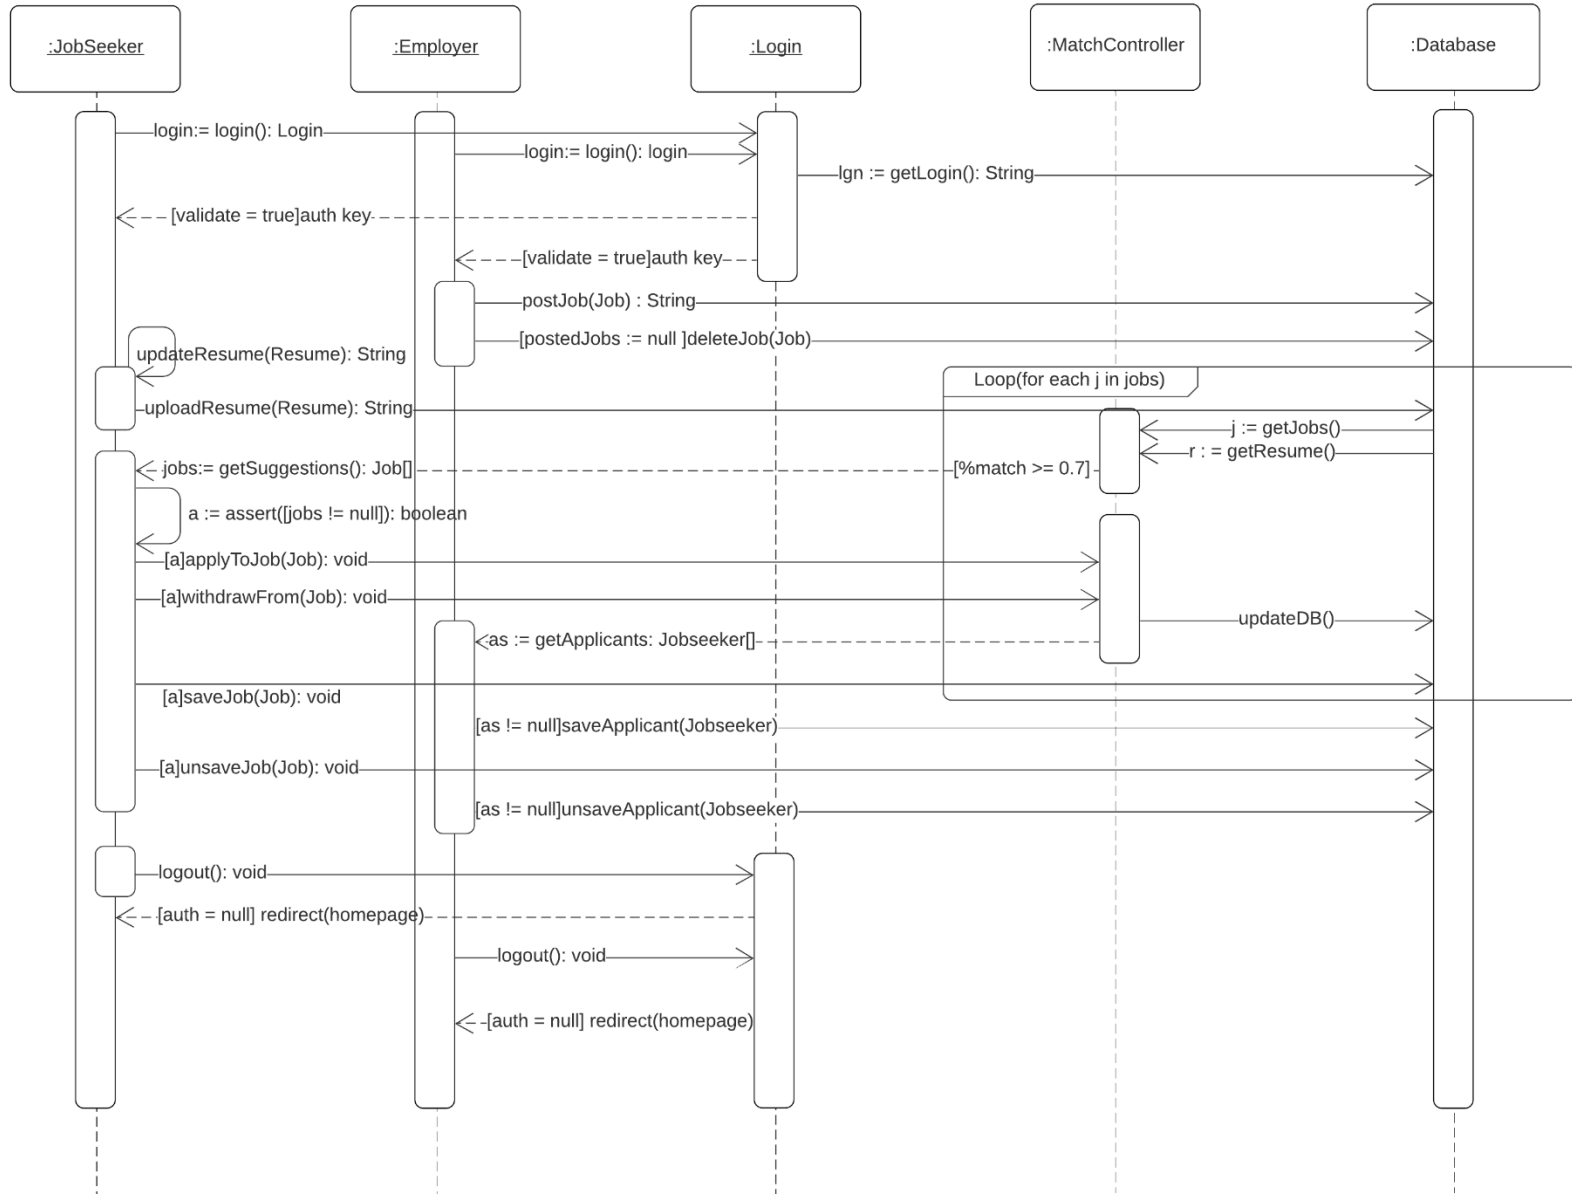 :JobSeeker
:Employer
:Login
:MatchController
:Database
login:= login(): Login
login:= login(): login
lgn := getLogin(): String
[validate = true]auth key
[validate = true]auth key
postJob(Job) : String
[postedJobs := null ]deleteJob(Job)
updateResume(Resume): String
Loop(for each j in jobs)
uploadResume(Resume): String
j := getJobs()
r : = getResume()
jobs:= getSuggestions(): Job[]
[%match >= 0.7]
a := assert([jobs != null]): boolean
[a]applyToJob(Job): void
[a]withdrawFrom(Job): void
updateDB()
as := getApplicants: Jobseeker[]
[a]saveJob(Job): void
[as != null]saveApplicant(Jobseeker)
[a]unsaveJob(Job): void
[as != null]unsaveApplicant(Jobseeker)
logout(): void
[auth = null] redirect(homepage)
logout(): void
[auth = null] redirect(homepage)